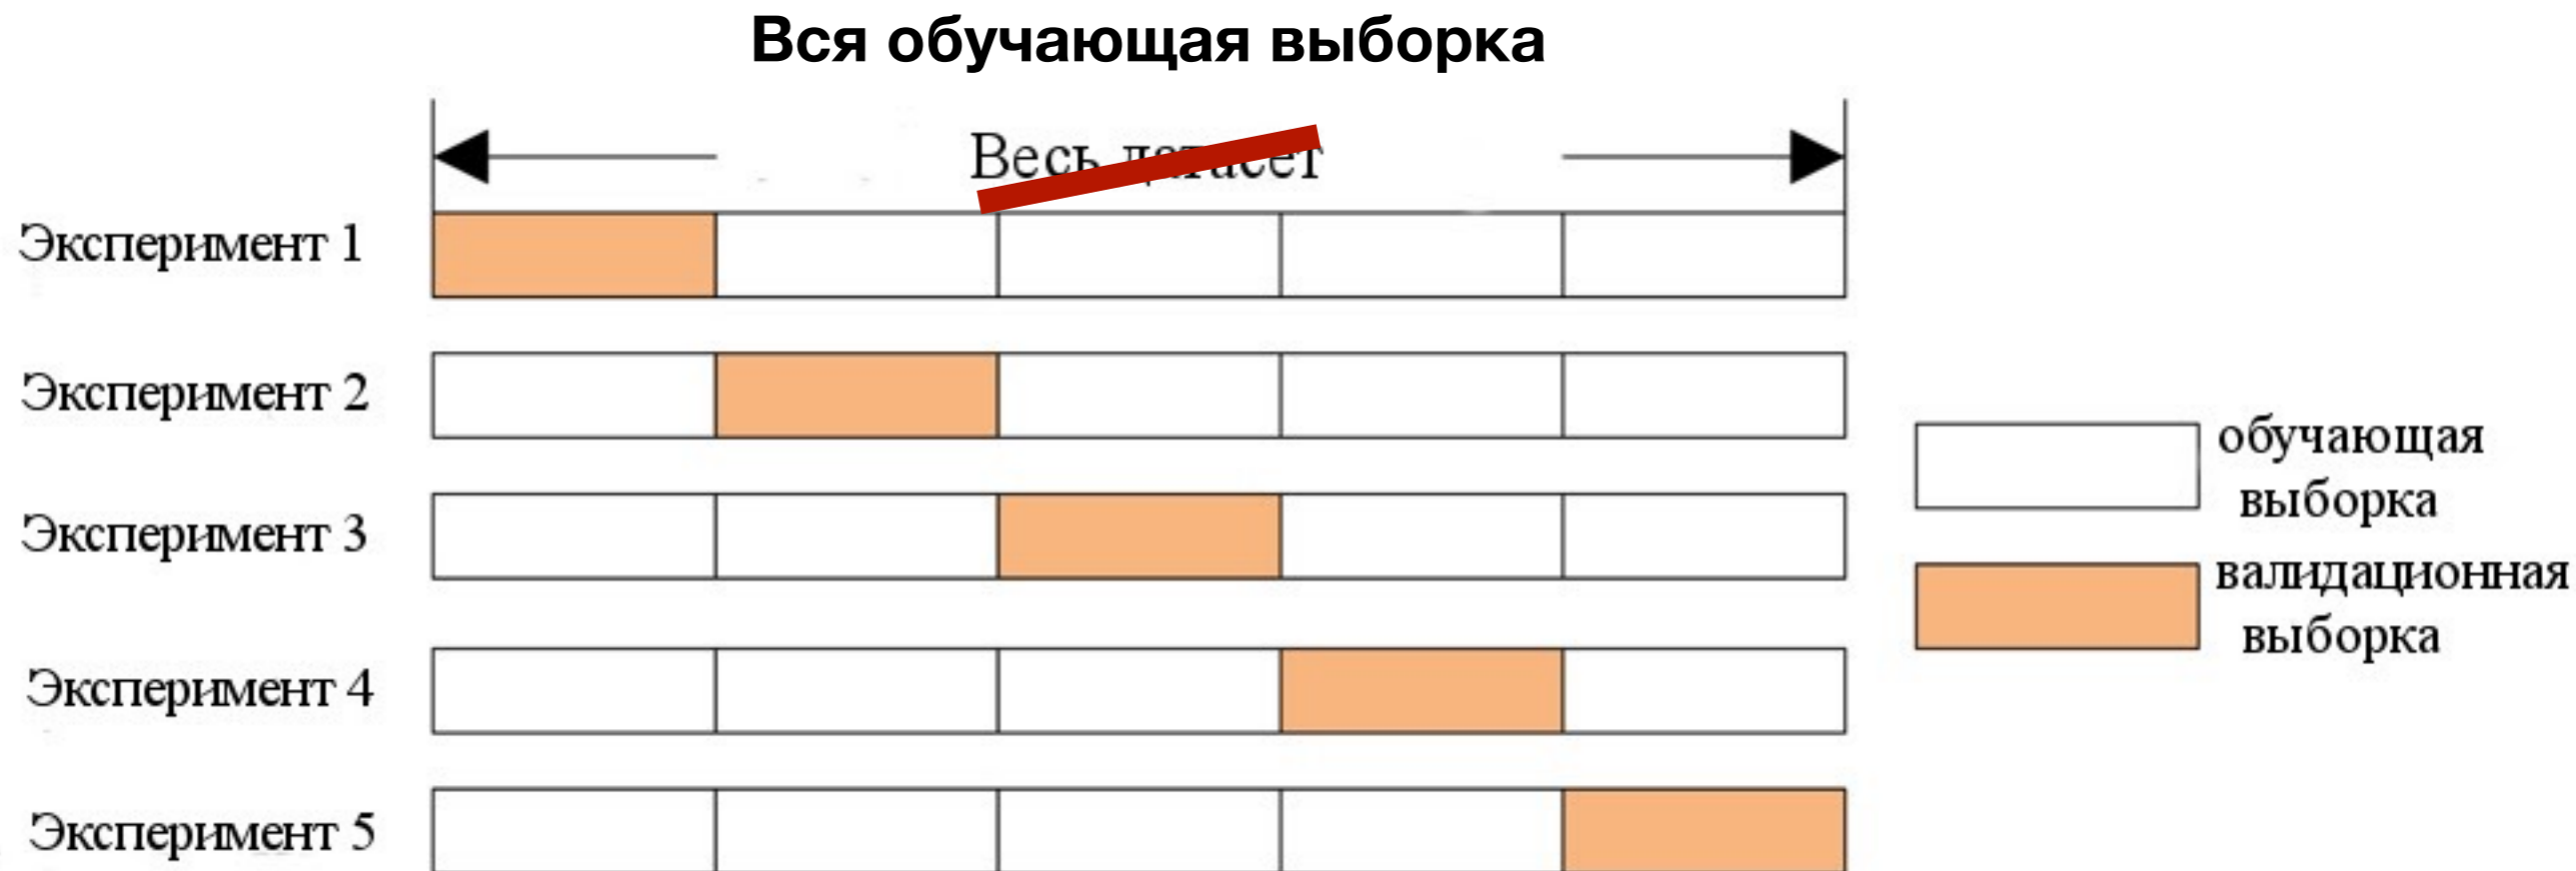 Вся обучающая выборка
Весь датасет
Эксперимент 1
Эксперимент 2
Эксперимент 3
Эксперимент 4
Эксперимент 5
обучающая
выборка
валидационная
выборка